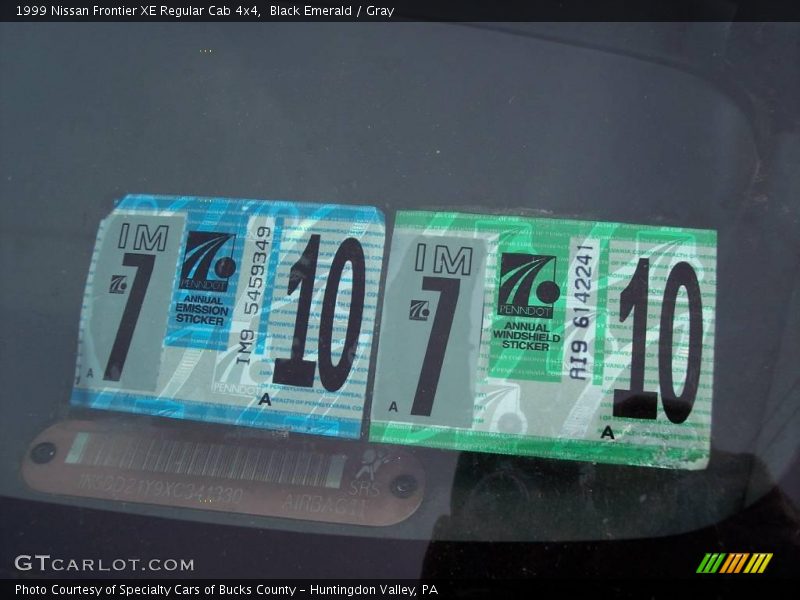 1999 Nissan Frontier XE Regular Cab 4x4,  Black Emerald / Gray
IM
7
A
PENNDOT
ANNUAL
EMISSION
STICKER
IM9 5459349
10
A
PENNDOT
IM
7
A
PENNDOT
ANNUAL
WINDSHIELD
STICKER
AI9 6142241
10
A
SRS
AIRBAG
GTCARLOT.COM
Photo Courtesy of Specialty Cars of Bucks County - Huntingdon Valley, PA